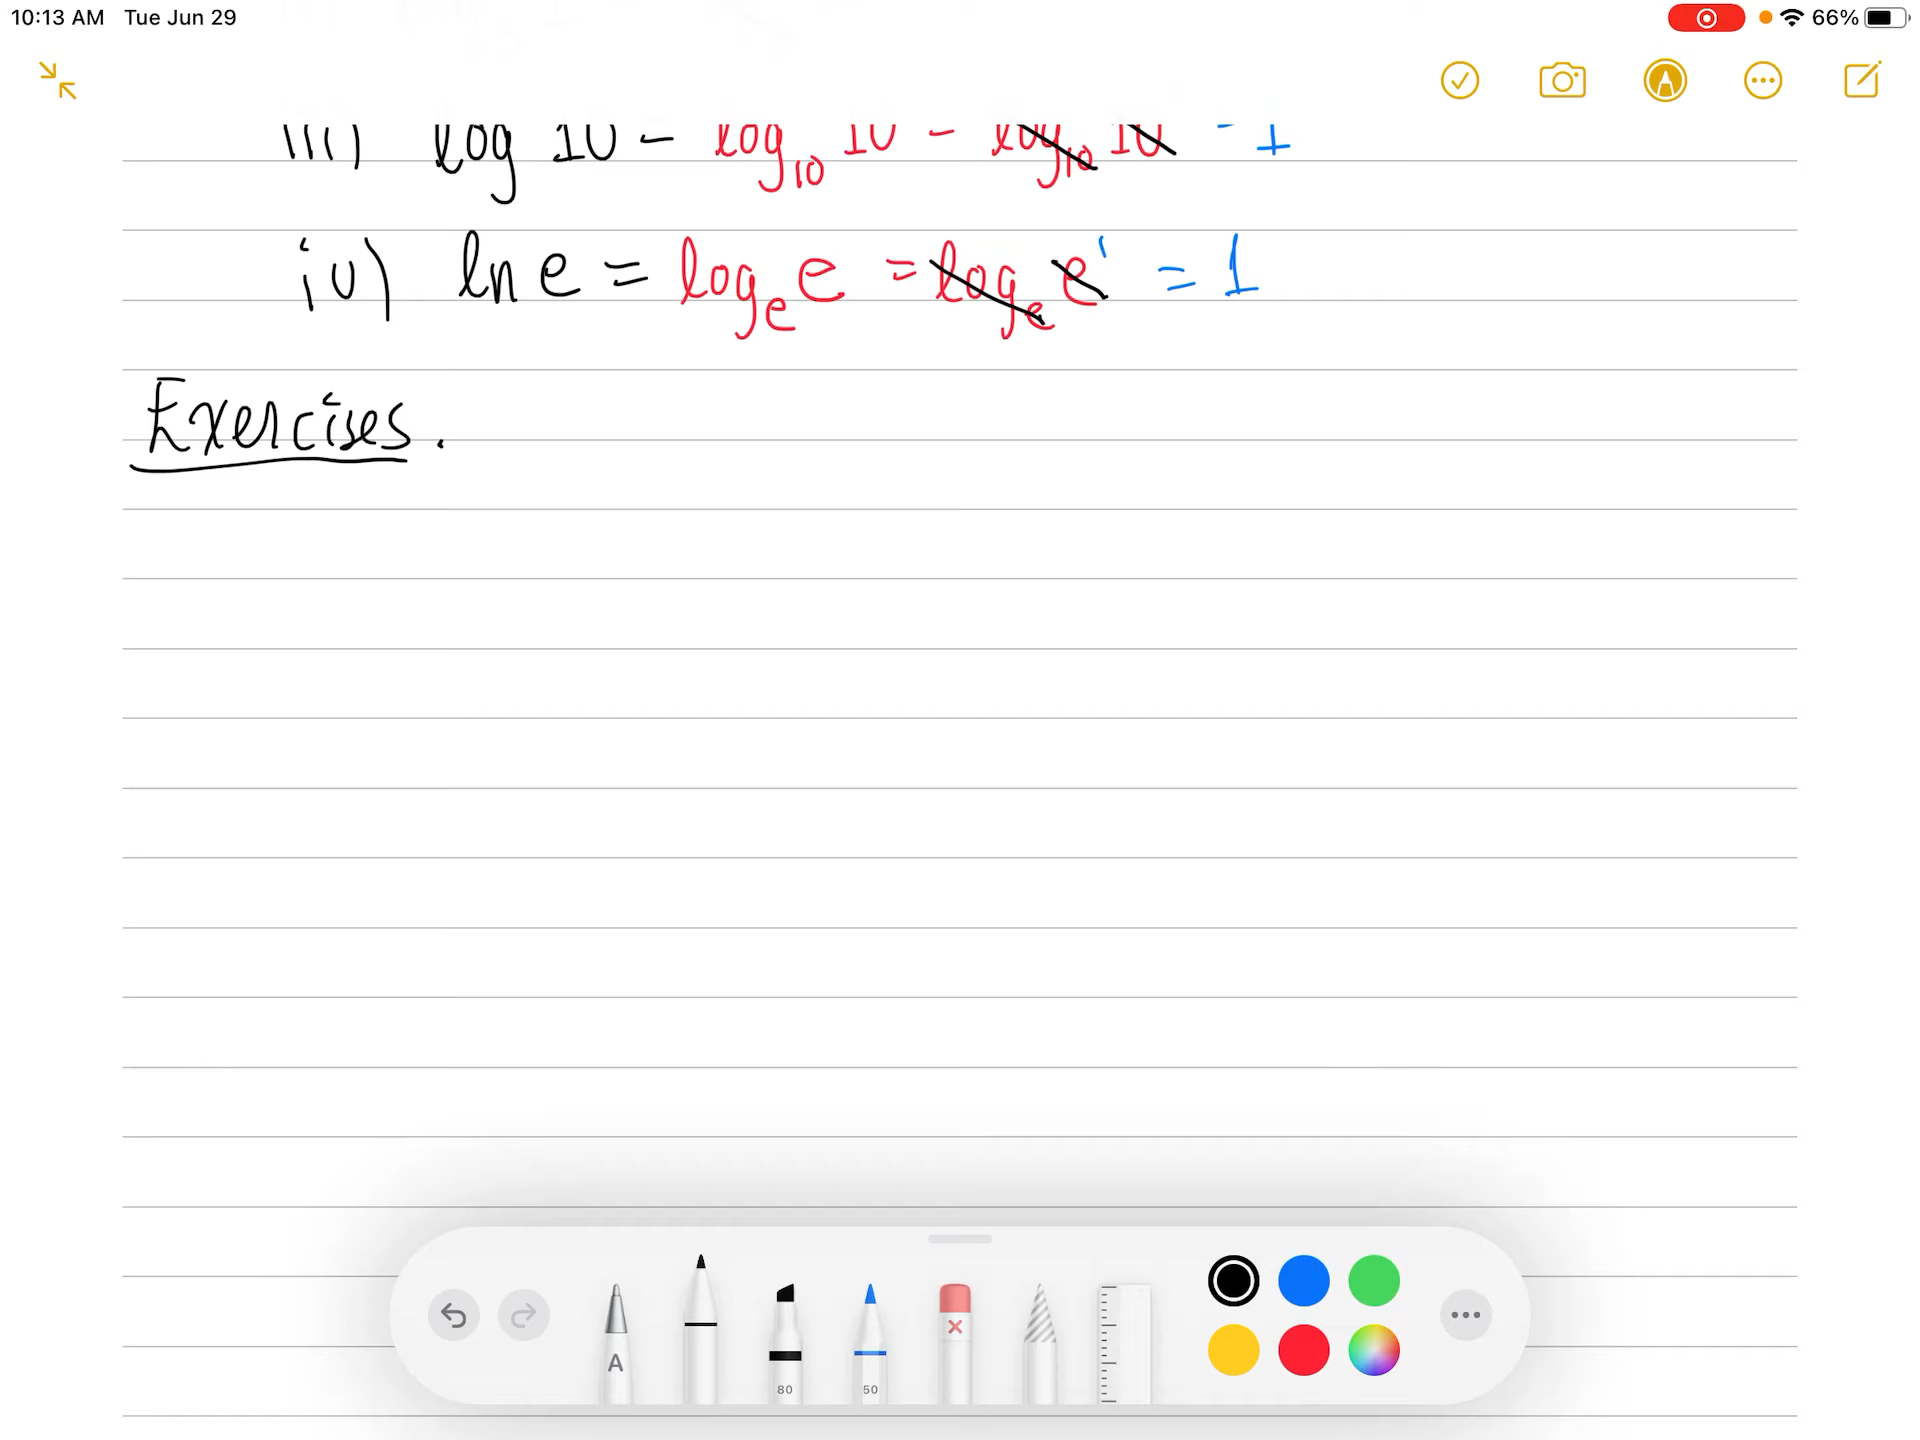 10:13 AM Tue Jun 29 66%
iii) log 10 = log₁₀ 10 = log₁₀ 10 = 1
iv) ln e = logₑ e = logₑ e¹ = 1
Exercises.
A 80 50